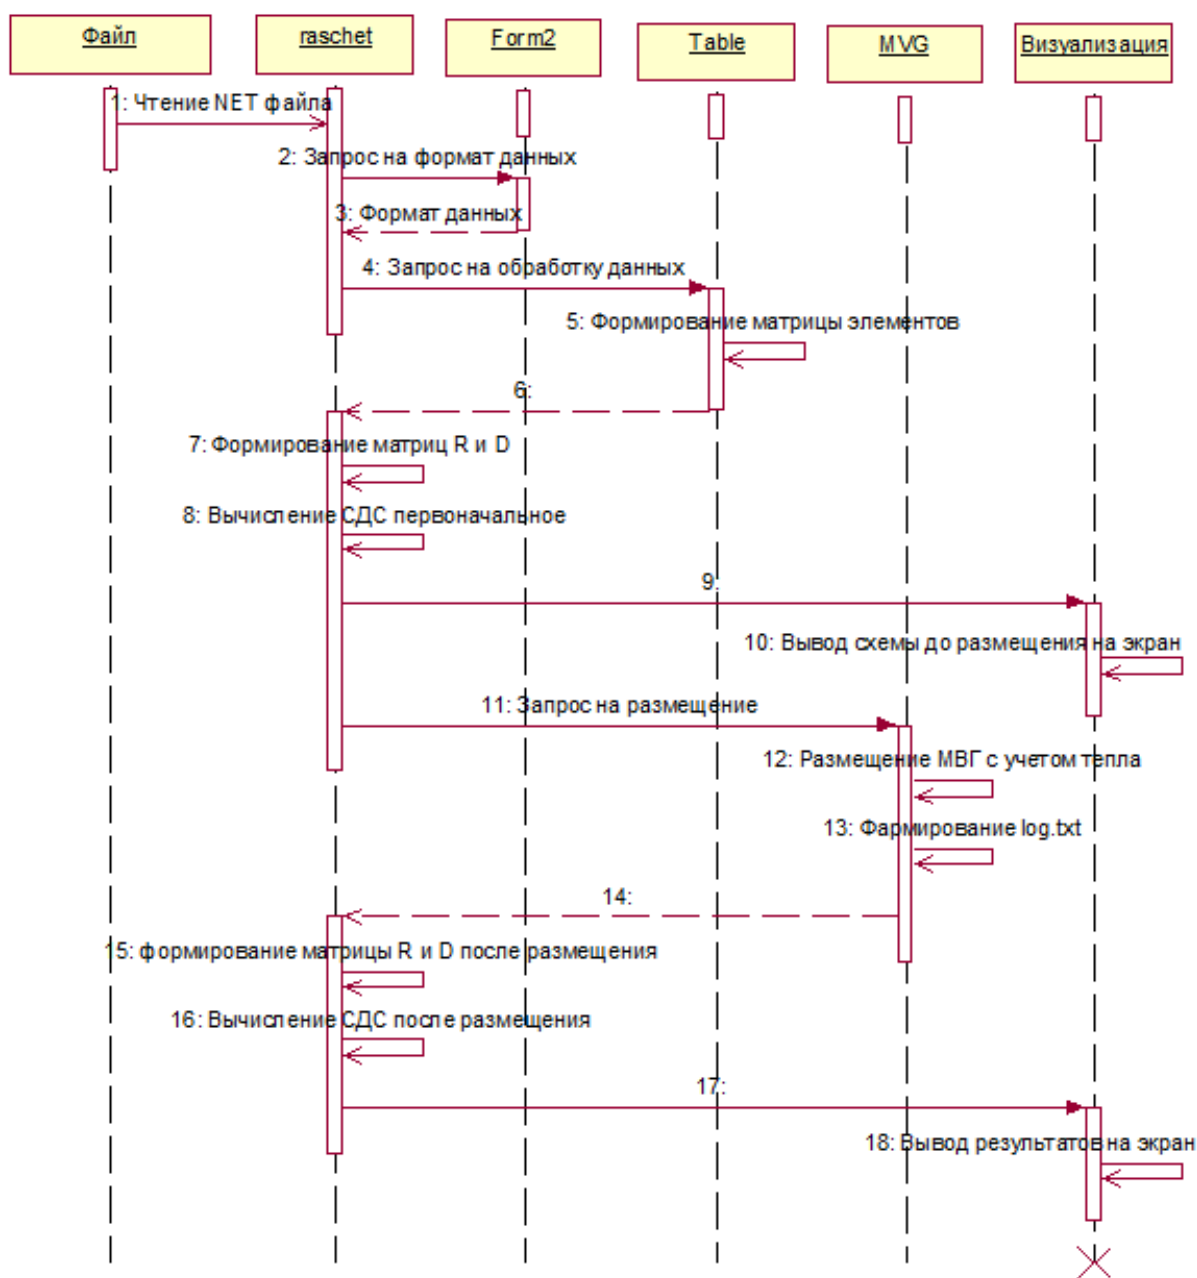 Файл
raschet
Form2
Table
MVG
Визуализация
1: Чтение NET файла
2: Запрос на формат данных
3: Формат данных
4: Запрос на обработку данных
5: Формирование матрицы элементов
6:
7: Формирование матриц R и D
8: Вычисление СДС первоначальное
9:
10: Вывод схемы до размещения на экран
11: Запрос на размещение
12: Размещение МВГ с учетом тепла
13: Фармирование log.txt
14:
15: формирование матрицы R и D после размещения
16: Вычисление СДС после размещения
17:
18: Вывод результатов на экран